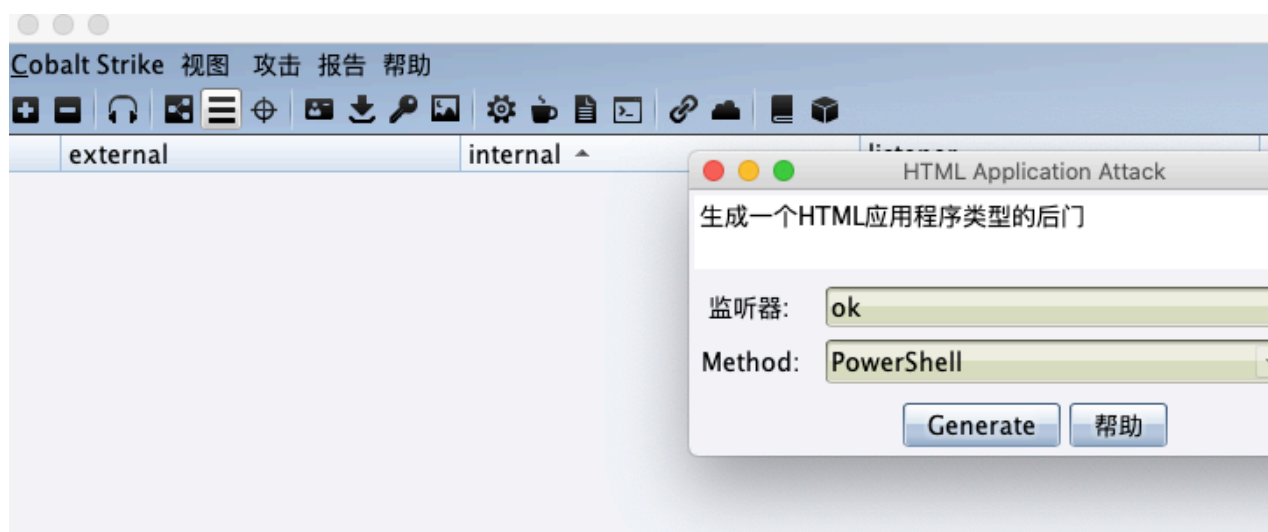 Cobalt Strike 视图 攻击 报告 帮助
external internal listener
HTML Application Attack
生成一个HTML应用程序类型的后门
监听器: ok
Method: PowerShell
Generate 帮助